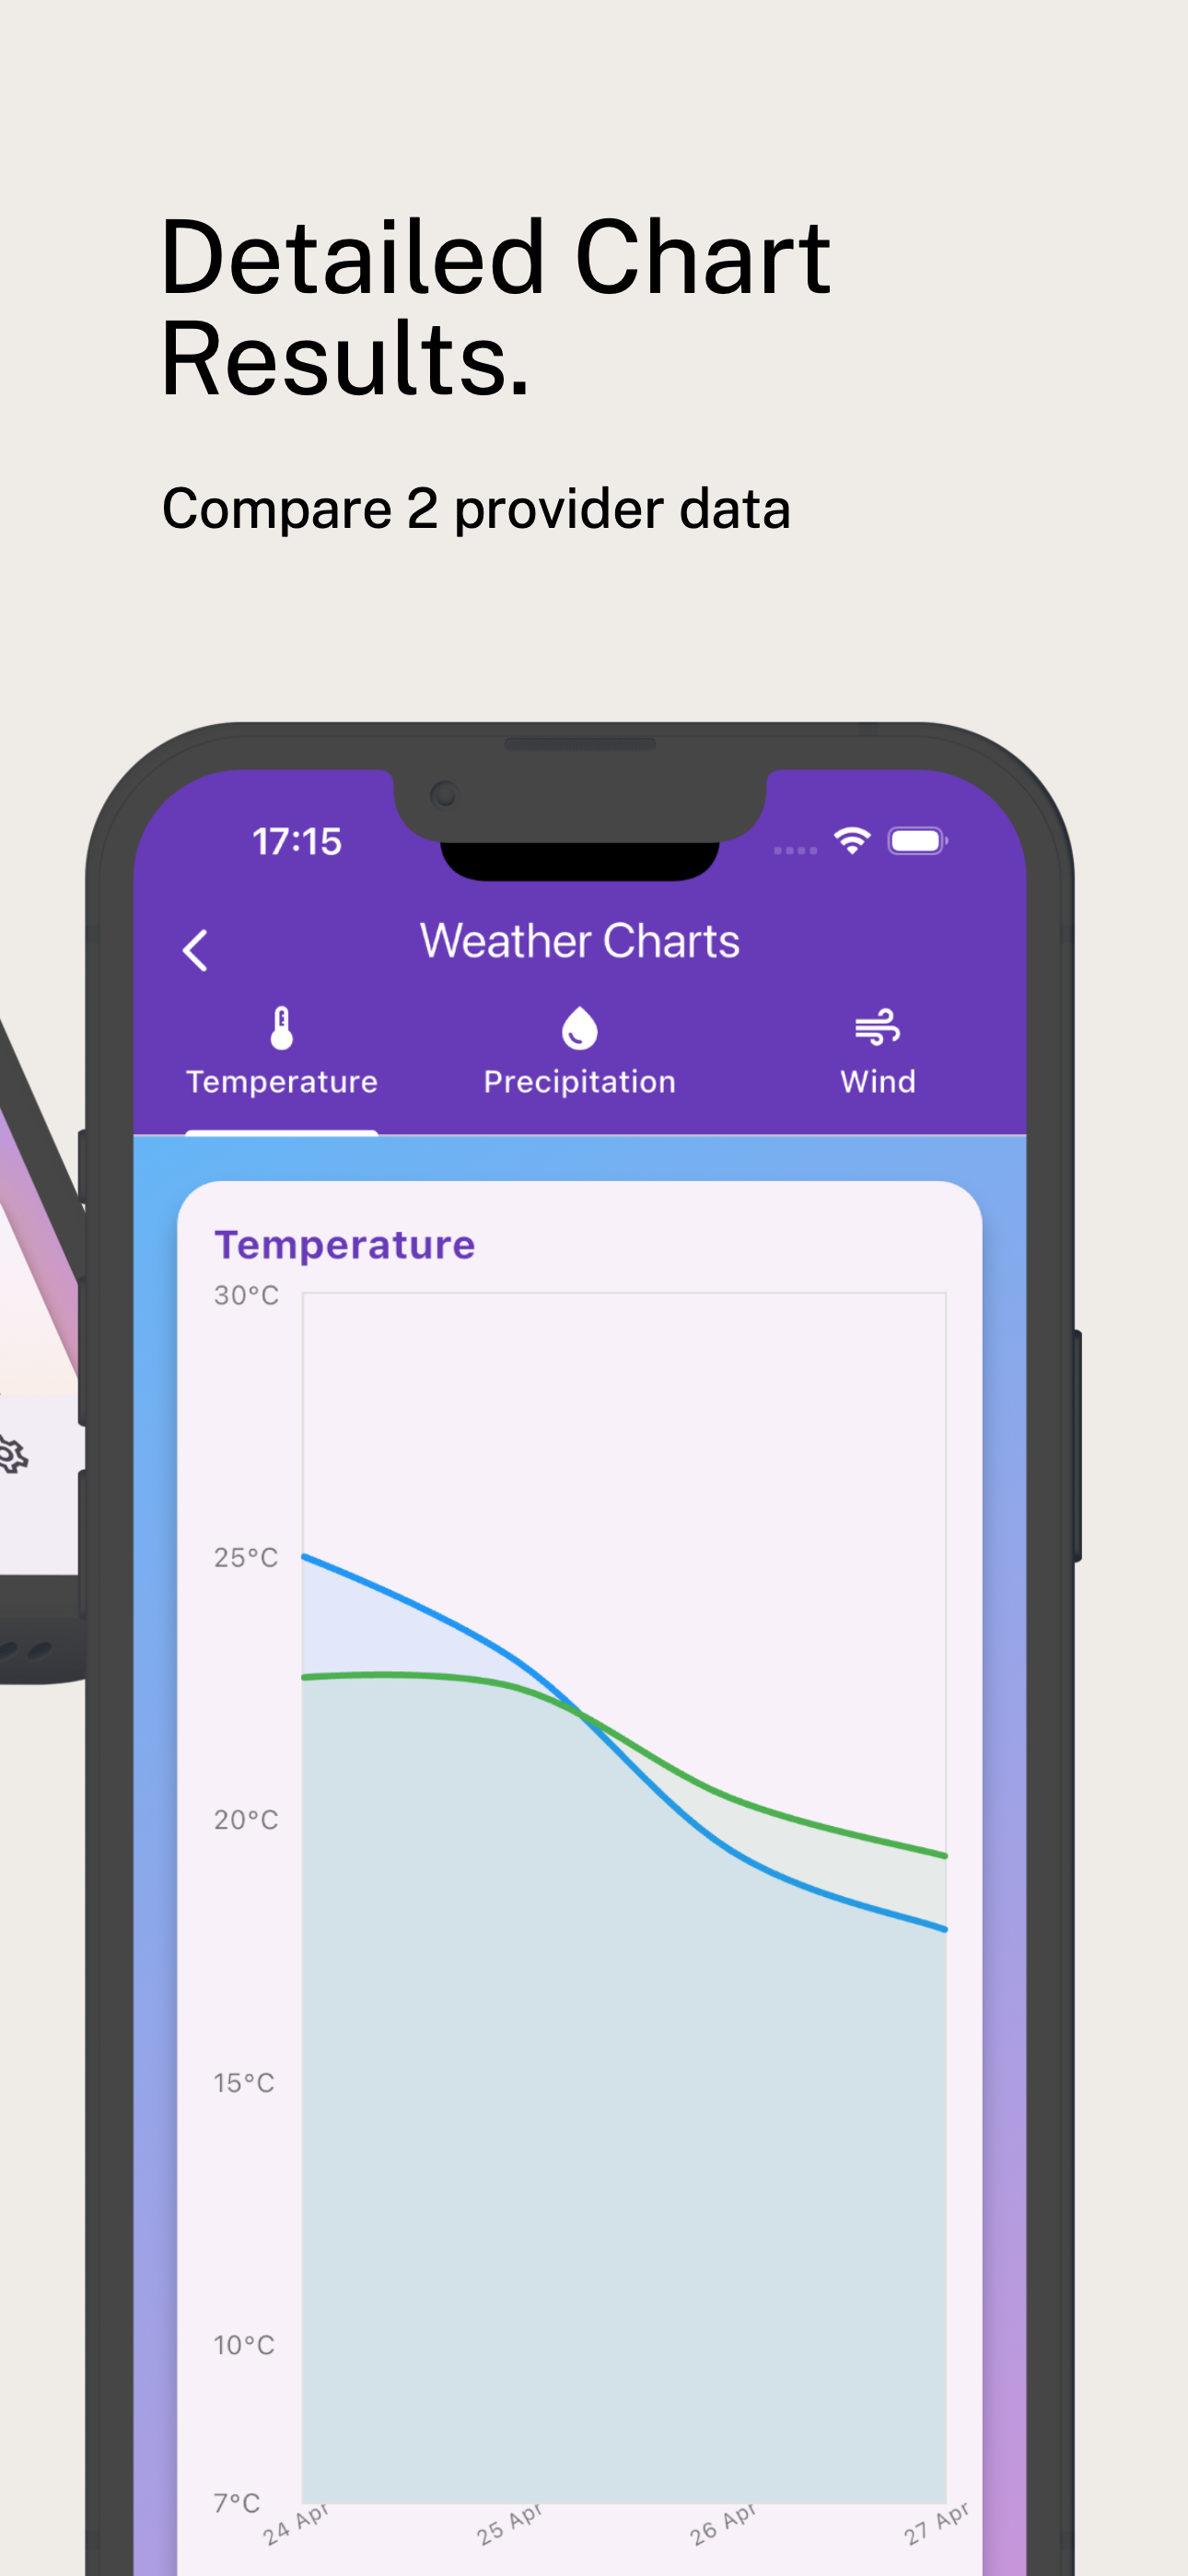 Detailed Chart
Results.
Compare 2 provider data
17:15
Weather Charts
Temperature
Precipitation
Wind
Temperature
30°C
25°C
20°C
15°C
10°C
7°C
24 Apr
25 Apr
26 Apr
27 Apr